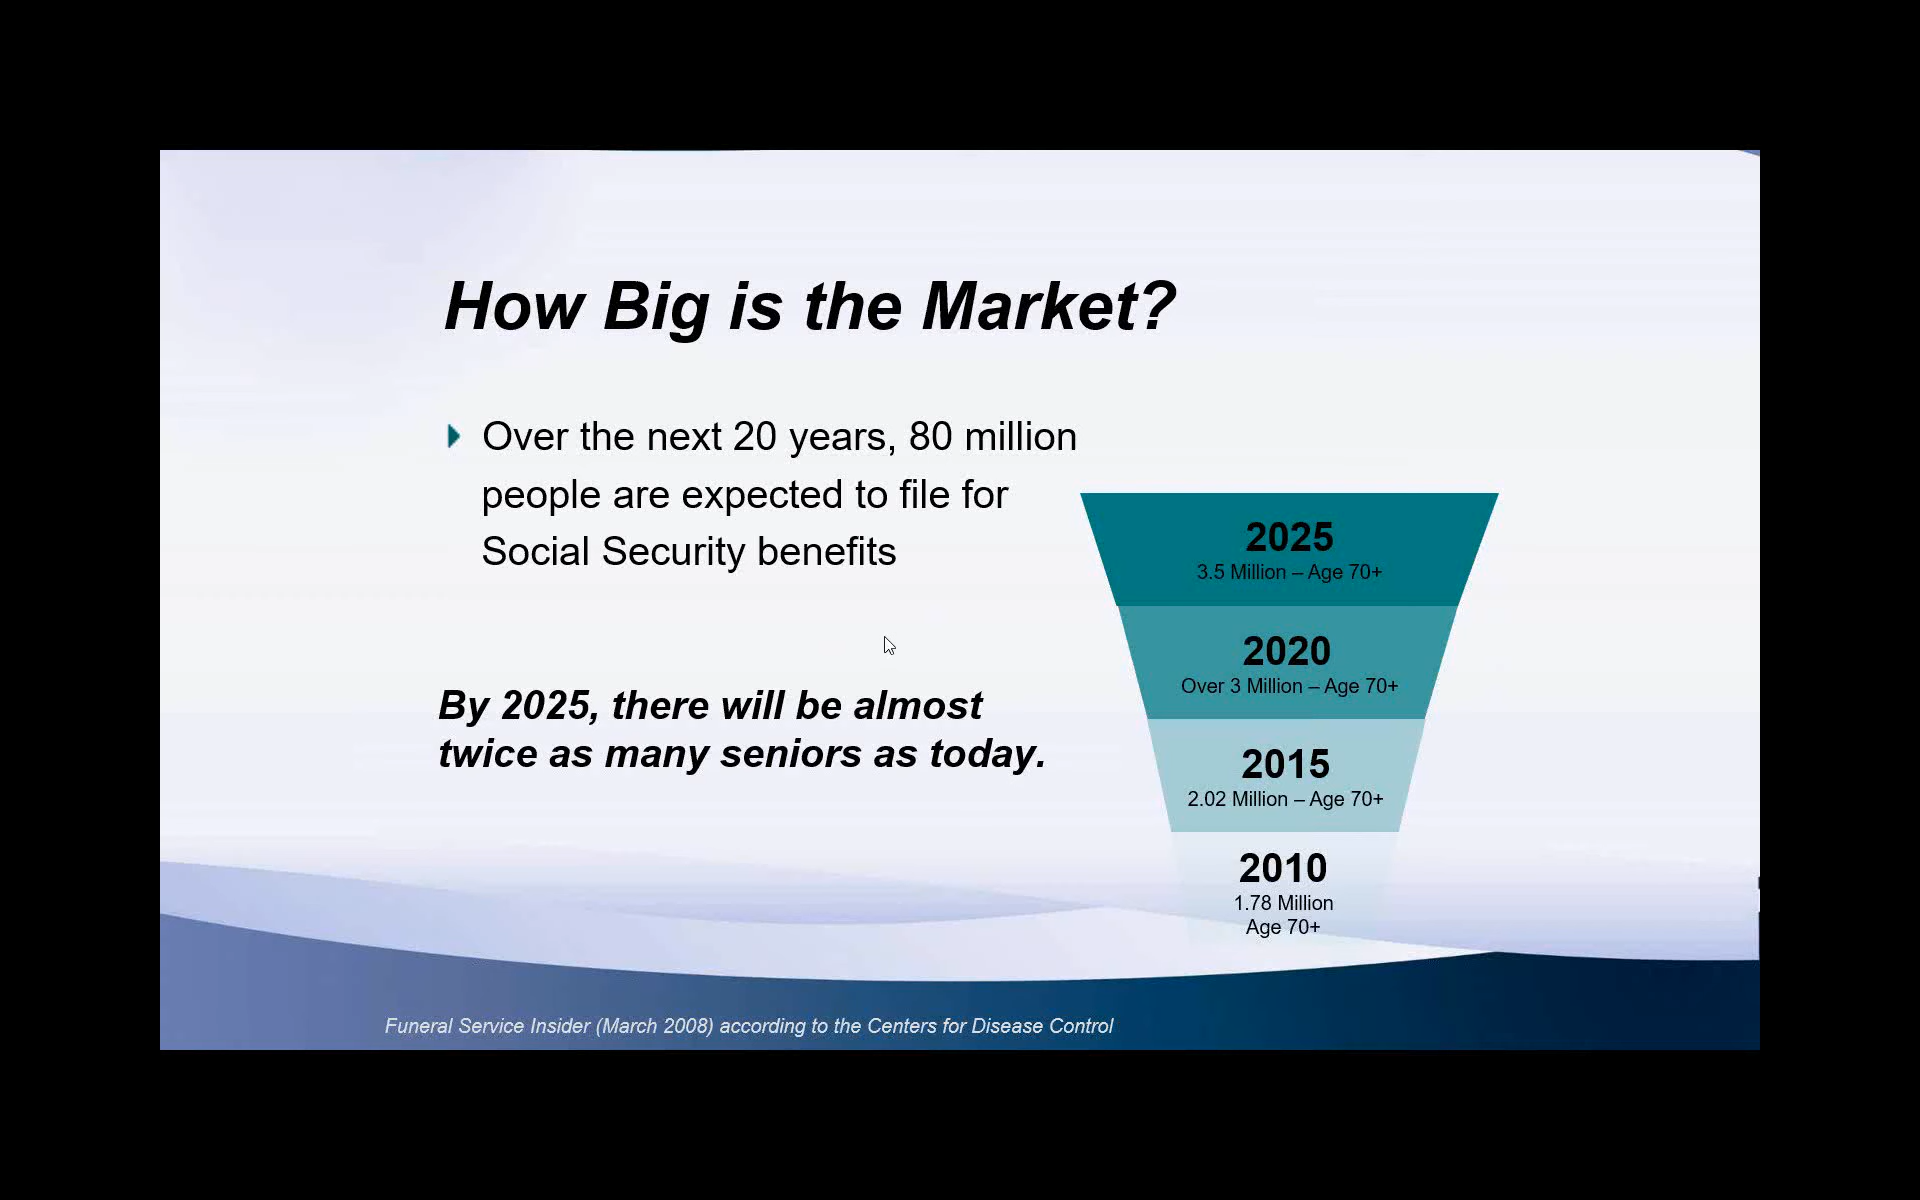 How Big is the Market?
Over the next 20 years, 80 million
people are expected to file for
Social Security benefits
By 2025, there will be almost
twice as many seniors as today.
2025
3.5 Million – Age 70+
2020
Over 3 Million – Age 70+
2015
2.02 Million – Age 70+
2010
1.78 Million
Age 70+
Funeral Service Insider (March 2008) according to the Centers for Disease Control